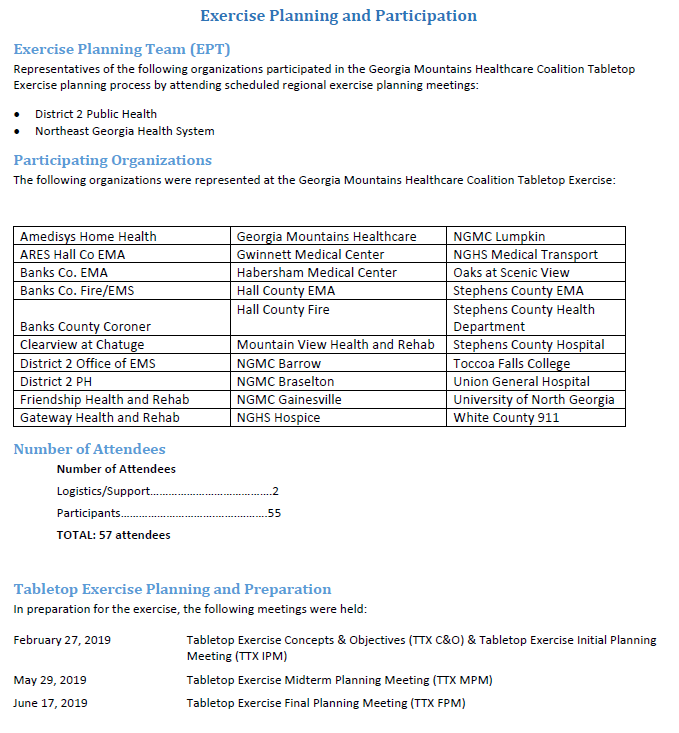 Exercise Planning and Participation
Exercise Planning Team (EPT)
Representatives of the following organizations participated in the Georgia Mountains Healthcare Coalition Tabletop
Exercise planning process by attending scheduled regional exercise planning meetings:
• District 2 Public Health
• Northeast Georgia Health System
Participating Organizations
The following organizations were represented at the Georgia Mountains Healthcare Coalition Tabletop Exercise:
Amedisys Home Health Georgia Mountains Healthcare NGMC Lumpkin
ARES Hall Co EMA Gwinnett Medical Center NGHS Medical Transport
Banks Co. EMA Habersham Medical Center Oaks at Scenic View
Banks Co. Fire/EMS Hall County EMA Stephens County EMA
Hall County Fire Stephens County Health
Banks County Coroner Department
Clearview at Chatuge Mountain View Health and Rehab Stephens County Hospital
District 2 Office of EMS NGMC Barrow Toccoa Falls College
District 2 PH NGMC Braselton Union General Hospital
Friendship Health and Rehab NGMC Gainesville University of North Georgia
Gateway Health and Rehab NGHS Hospice White County 911
Number of Attendees
Number of Attendees
Logistics/Support………………………………….2
Participants………………………………………….55
TOTAL: 57 attendees
Tabletop Exercise Planning and Preparation
In preparation for the exercise, the following meetings were held:
February 27, 2019 Tabletop Exercise Concepts & Objectives (TTX C&O) & Tabletop Exercise Initial Planning
Meeting (TTX IPM)
May 29, 2019 Tabletop Exercise Midterm Planning Meeting (TTX MPM)
June 17, 2019 Tabletop Exercise Final Planning Meeting (TTX FPM)